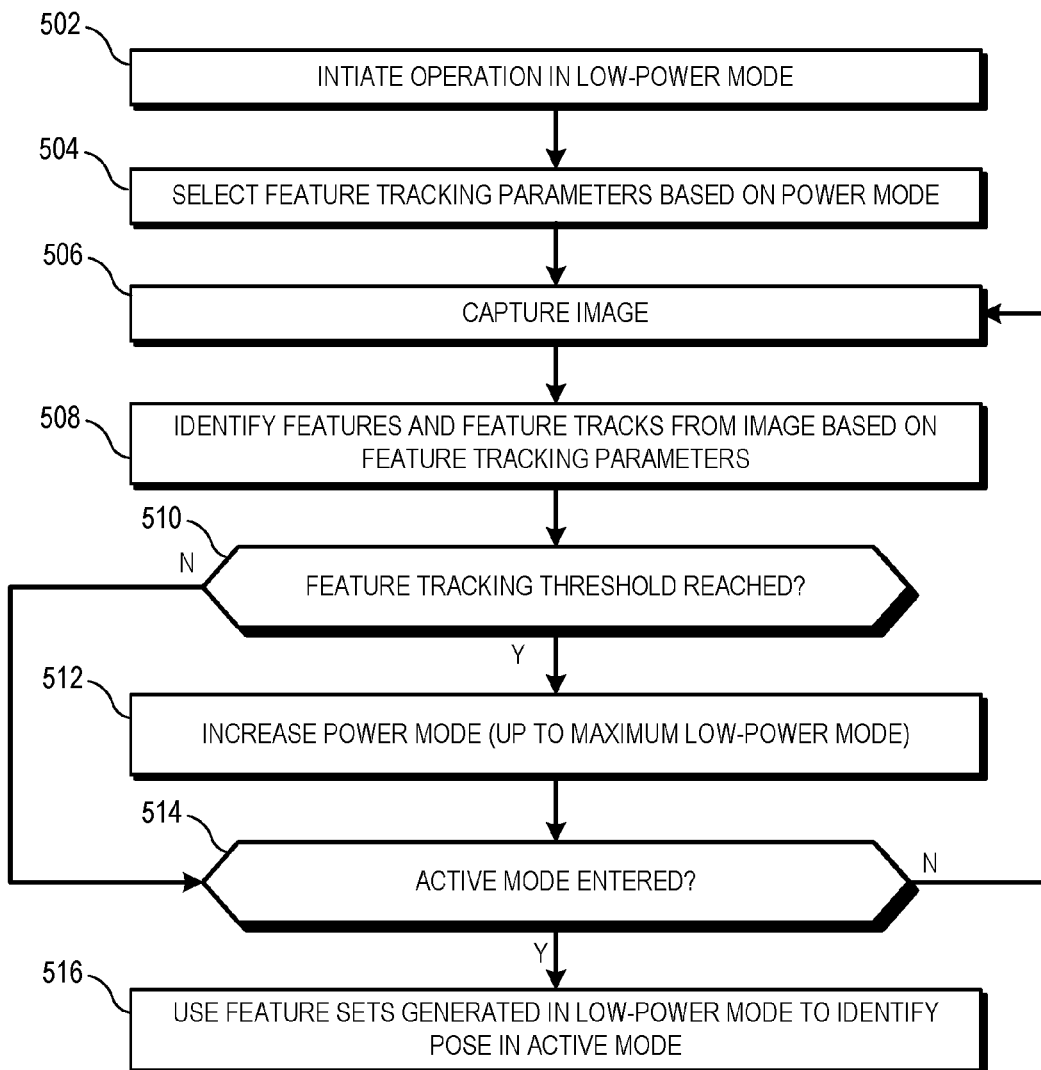 502
INTIATE OPERATION IN LOW-POWER MODE
504
SELECT FEATURE TRACKING PARAMETERS BASED ON POWER MODE
506
CAPTURE IMAGE
508
IDENTIFY FEATURES AND FEATURE TRACKS FROM IMAGE BASED ON
FEATURE TRACKING PARAMETERS
510
N
FEATURE TRACKING THRESHOLD REACHED?
Y
512
INCREASE POWER MODE (UP TO MAXIMUM LOW-POWER MODE)
514
ACTIVE MODE ENTERED?
N
Y
516
USE FEATURE SETS GENERATED IN LOW-POWER MODE TO IDENTIFY
POSE IN ACTIVE MODE